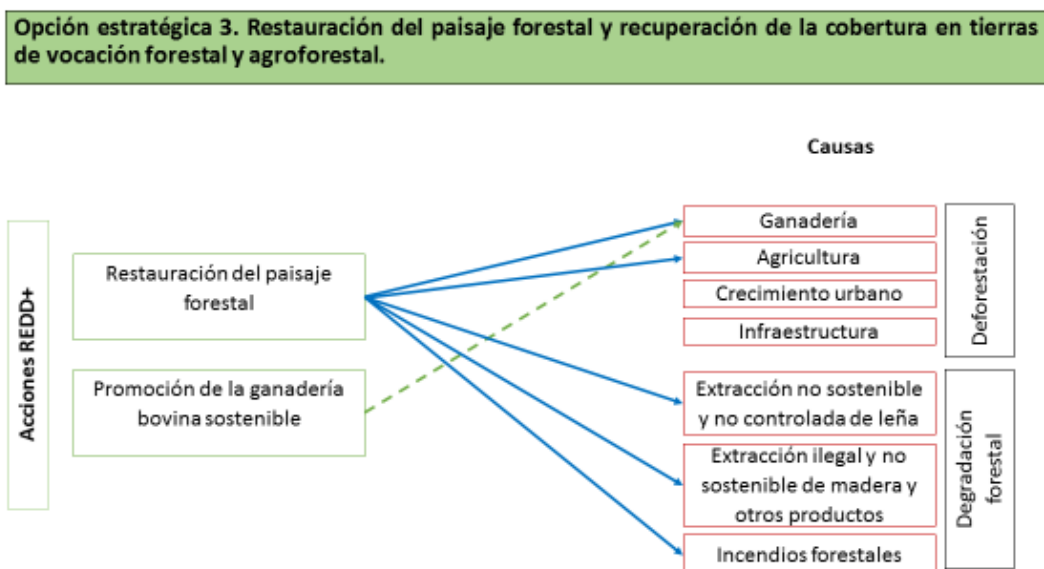 Opción estratégica 3. Restauración del paisaje forestal y recuperación de la cobertura en tierras
de vocación forestal y agroforestal.
Causas
Acciones REDD+
Restauración del paisaje
forestal
Promoción de la ganadería
bovina sostenible
Ganadería
Agricultura
Crecimiento urbano
Infraestructura
Deforestación
Extracción no sostenible
y no controlada de leña
Extracción ilegal y no
sostenible de madera y
otros productos
Incendios forestales
Degradación
forestal